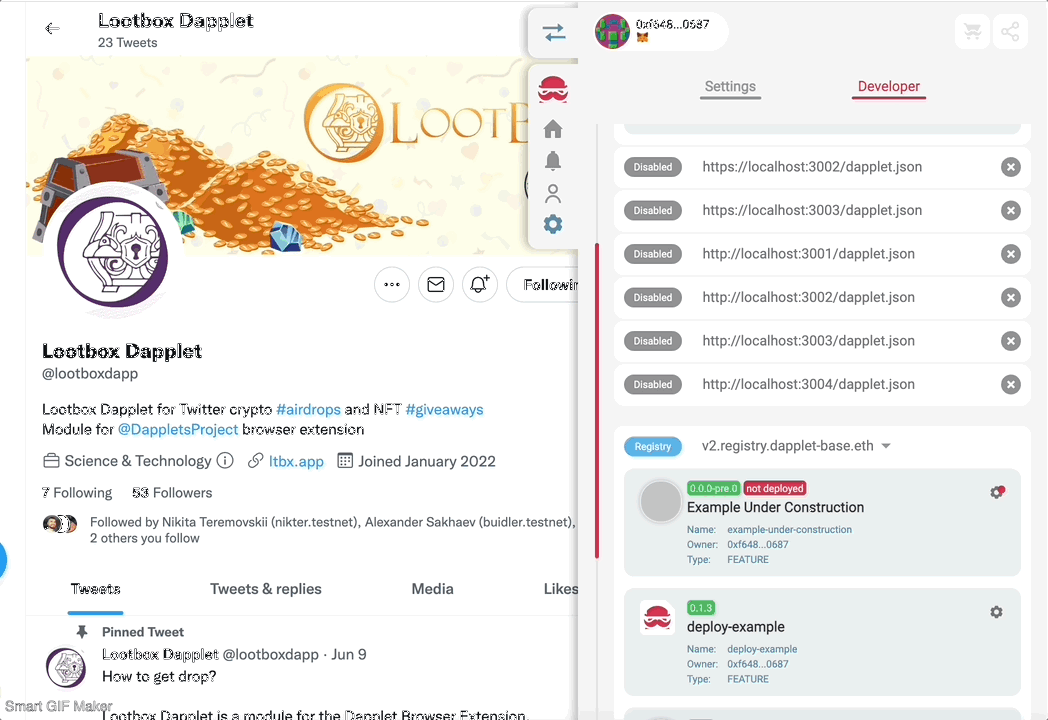 Lootbox Dapplet
23 Tweets
LOOTB
Following
Lootbox Dapplet
@lootboxdapp
Lootbox Dapplet for Twitter crypto #airdrops and NFT #giveaways
Module for @DappletsProject browser extension
Science & Technology ltbx.app Joined January 2022
7 Following 53 Followers
Followed by Nikita Teremovskii (nikter.testnet), Alexander Sakhaev (buidler.testnet),
2 others you follow
Tweets Tweets & replies Media Likes
Pinned Tweet
Lootbox Dapplet @lootboxdapp · Jun 9
How to get drop?
Lootbox Dapplet is a module for the Dapplet Browser Extension.
Smart GIF Maker
0xf648...0687
Settings Developer
Disabled https://localhost:3002/dapplet.json
Disabled https://localhost:3003/dapplet.json
Disabled http://localhost:3001/dapplet.json
Disabled http://localhost:3002/dapplet.json
Disabled http://localhost:3003/dapplet.json
Disabled http://localhost:3004/dapplet.json
Registry v2.registry.dapplet-base.eth
0.0.0-pre.0 not deployed
Example Under Construction
Name: example-under-construction
Owner: 0xf648...0687
Type: FEATURE
0.1.3
deploy-example
Name: deploy-example
Owner: 0xf648...0687
Type: FEATURE